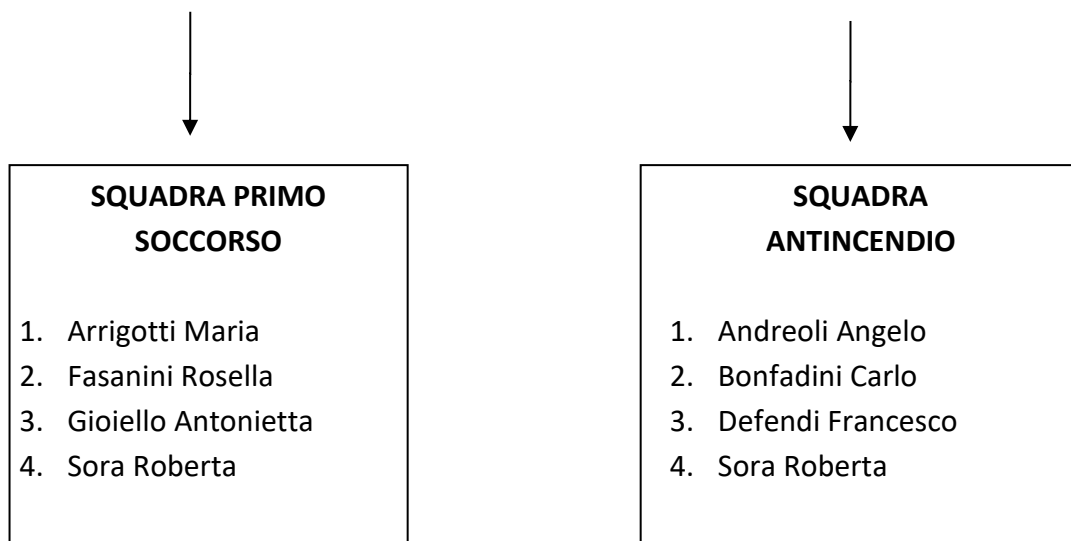 SQUADRA PRIMO
SOCCORSO
1. Arrigotti Maria
2. Fasanini Rosella
3. Gioiello Antonietta
4. Sora Roberta
SQUADRA
ANTINCENDIO
1. Andreoli Angelo
2. Bonfadini Carlo
3. Defendi Francesco
4. Sora Roberta